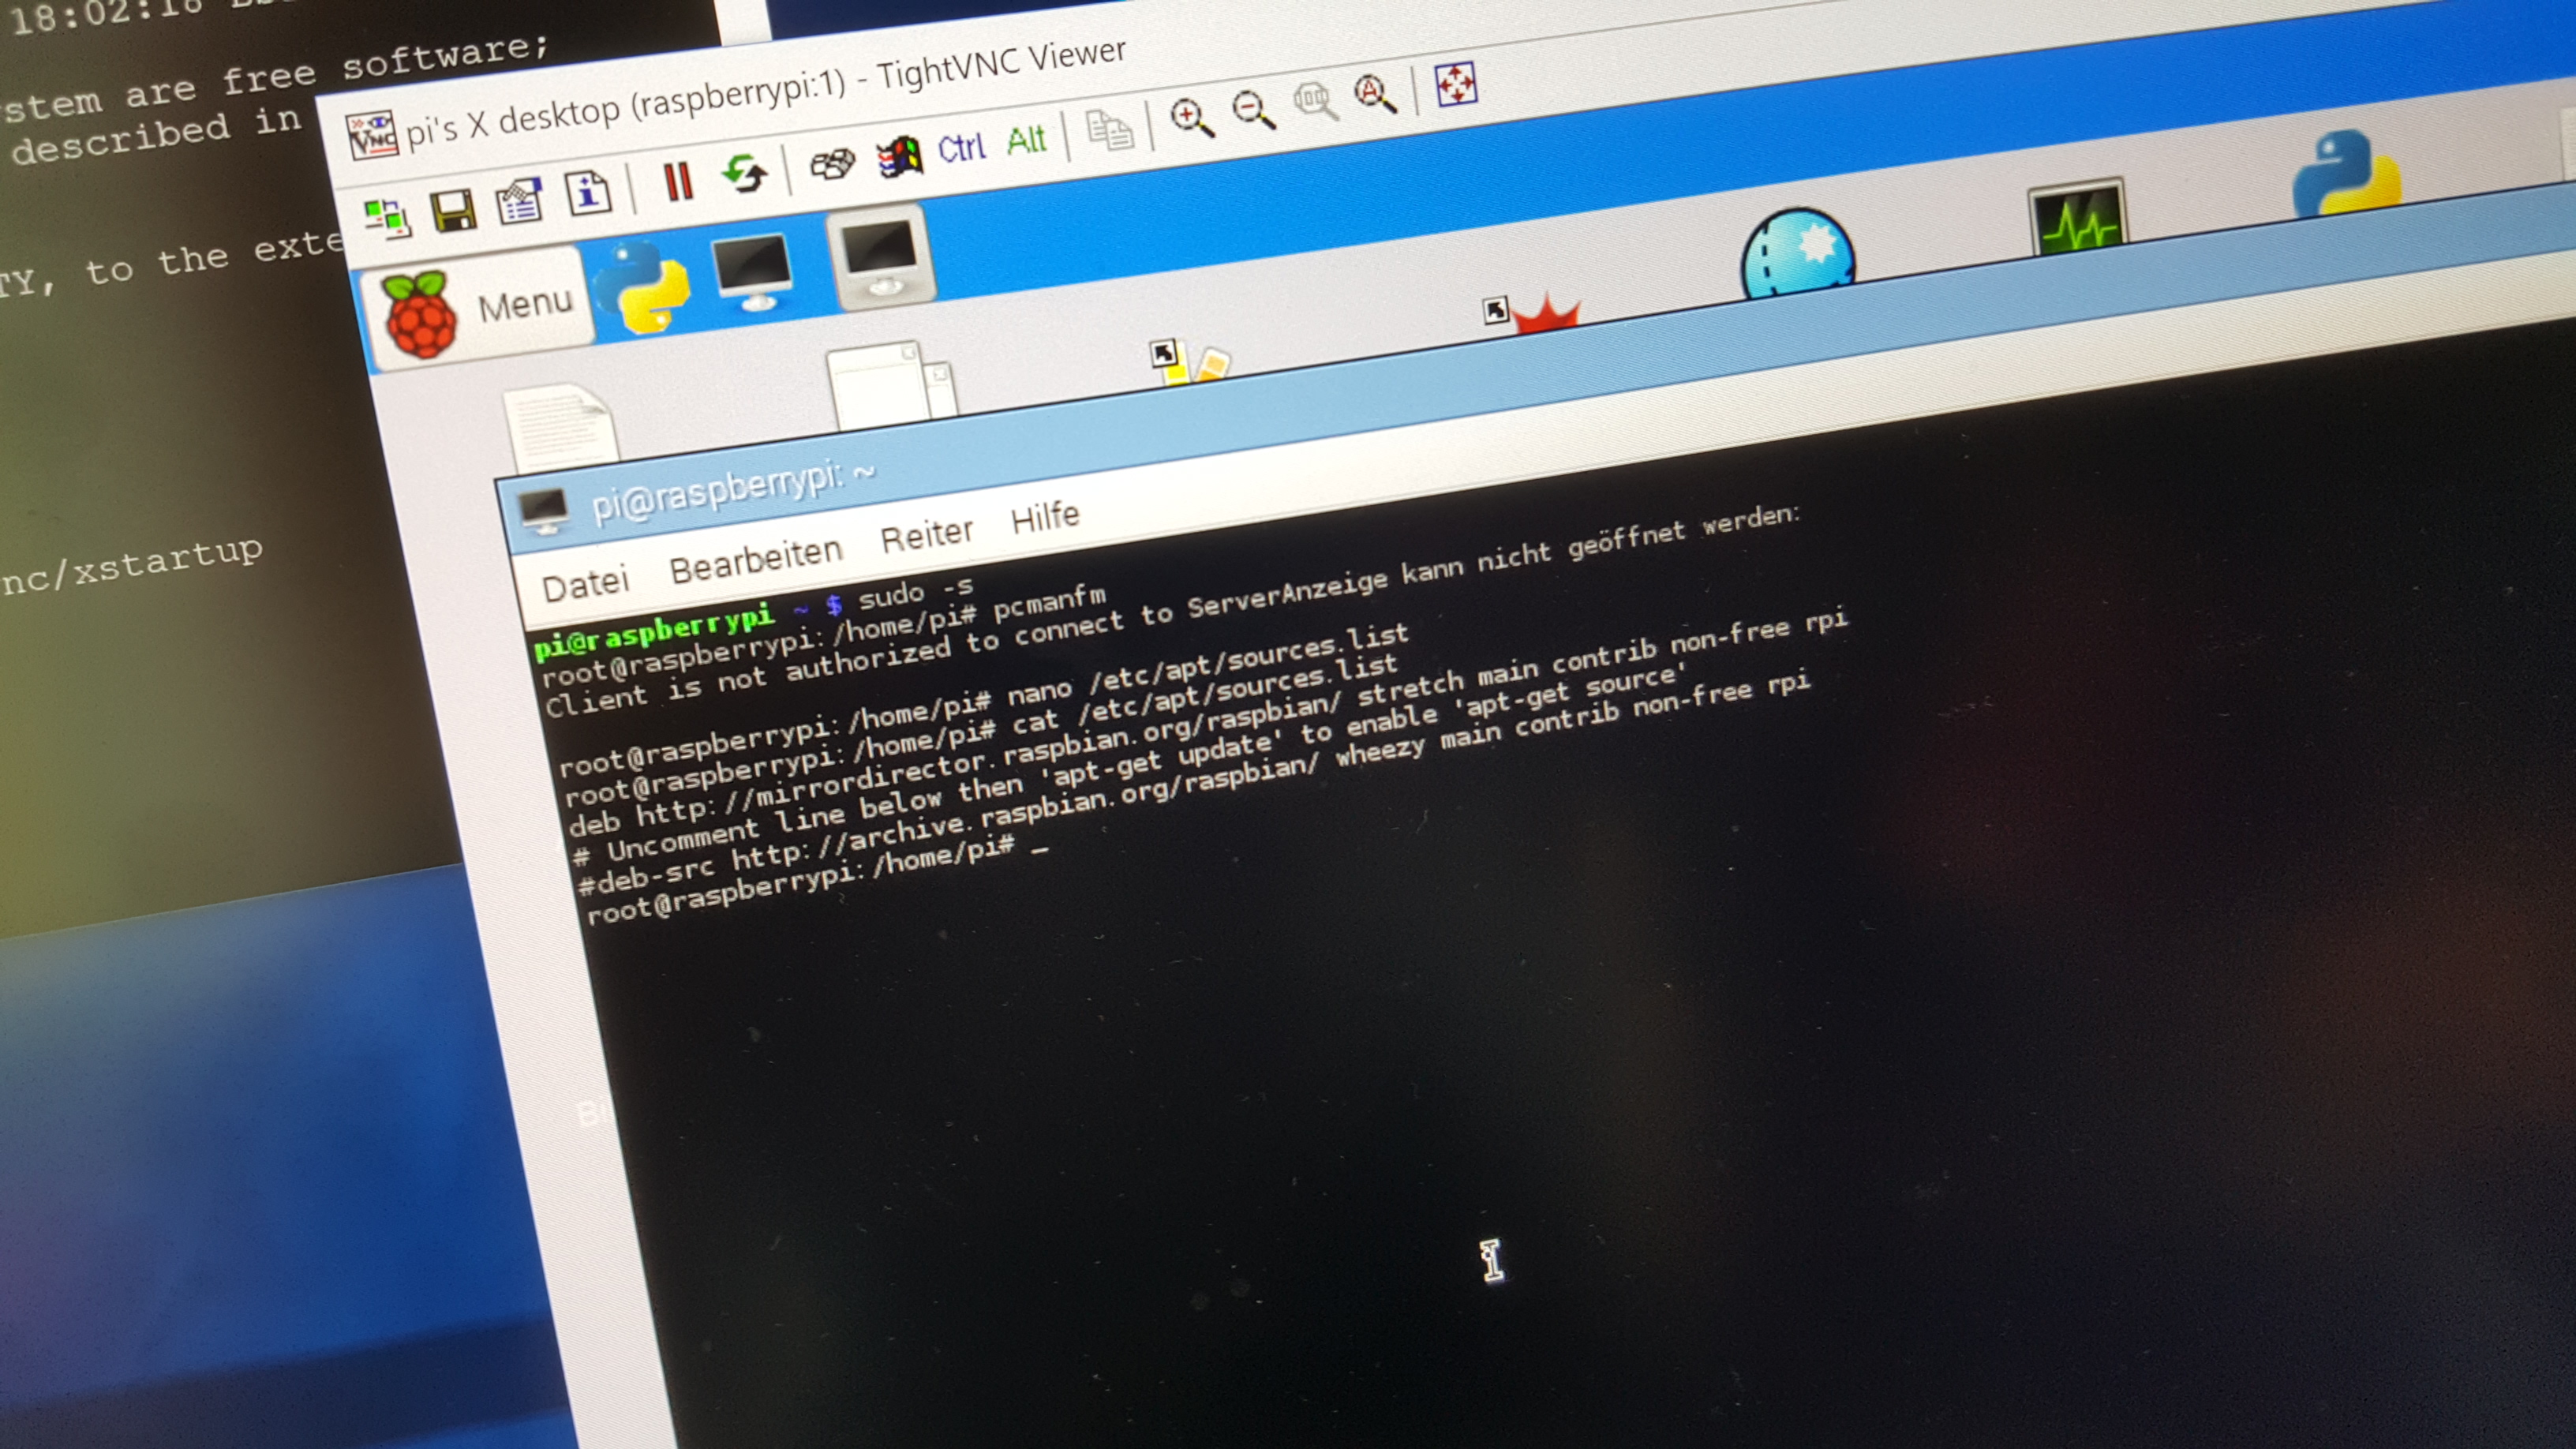 18:02:18
stem are free software;
described in
TY, to the exte
nc/xstartup
pi's X desktop (raspberrypi:1) - TightVNC Viewer
Ctrl Alt
Menu
pi@raspberrypi: ~
Datei Bearbeiten Reiter Hilfe
pi@raspberrypi ~ $ sudo -s
root@raspberrypi:/home/pi# pcmanfm
Client is not authorized to connect to ServerAnzeige kann nicht geöffnet werden:
root@raspberrypi:/home/pi# nano /etc/apt/sources.list
root@raspberrypi:/home/pi# cat /etc/apt/sources.list
deb http://mirrordirector.raspbian.org/raspbian/ stretch main contrib non-free rpi
# Uncomment line below then 'apt-get update' to enable 'apt-get source'
#deb-src http://archive.raspbian.org/raspbian/ wheezy main contrib non-free rpi
root@raspberrypi:/home/pi# _